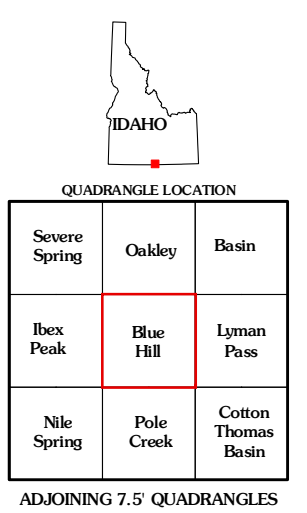 IDAHO
QUADRANGLE LOCATION
Severe
Spring
Oakley
Basin
Ibex
Peak
Blue
Hill
Lyman
Pass
Nile
Spring
Pole
Creek
Cotton
Thomas
Basin
ADJOINING 7.5' QUADRANGLES